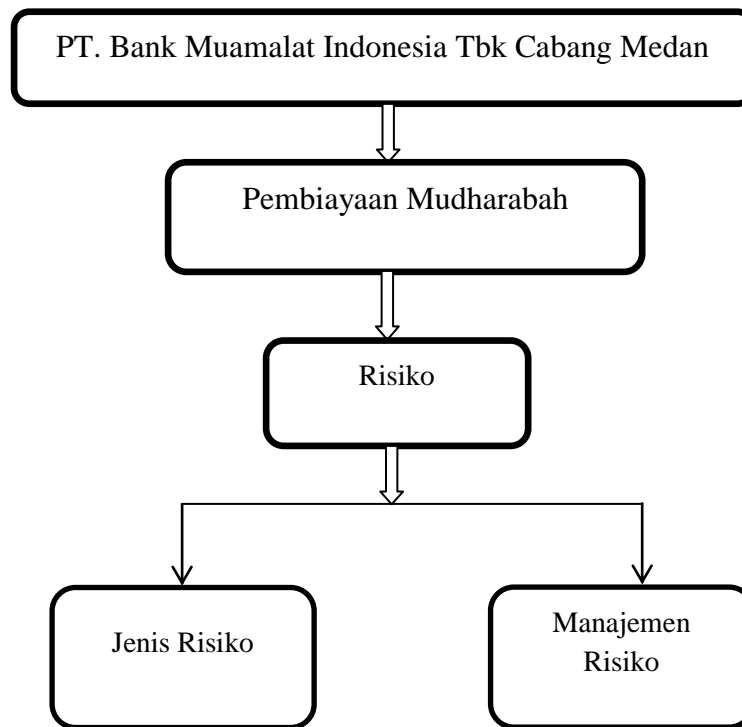 PT. Bank Muamalat Indonesia Tbk Cabang Medan
Pembiayaan Mudharabah
Risiko
Jenis Risiko
Manajemen
Risiko